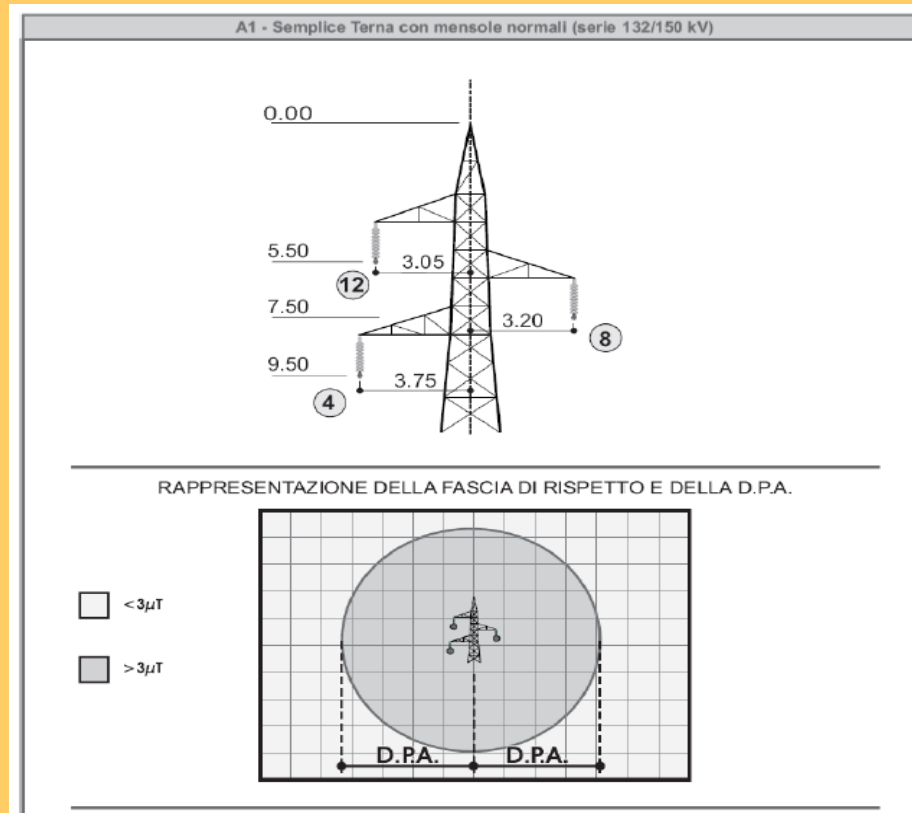 A1 - Semplice Terna con mensole normali (serie 132/150 kV)
0.00
5.50
3.05
12
7.50
3.20
8
9.50
3.75
4
RAPPRESENTAZIONE DELLA FASCIA DI RISPETTO E DELLA D.P.A.
<3µT
>3µT
D.P.A. D.P.A.